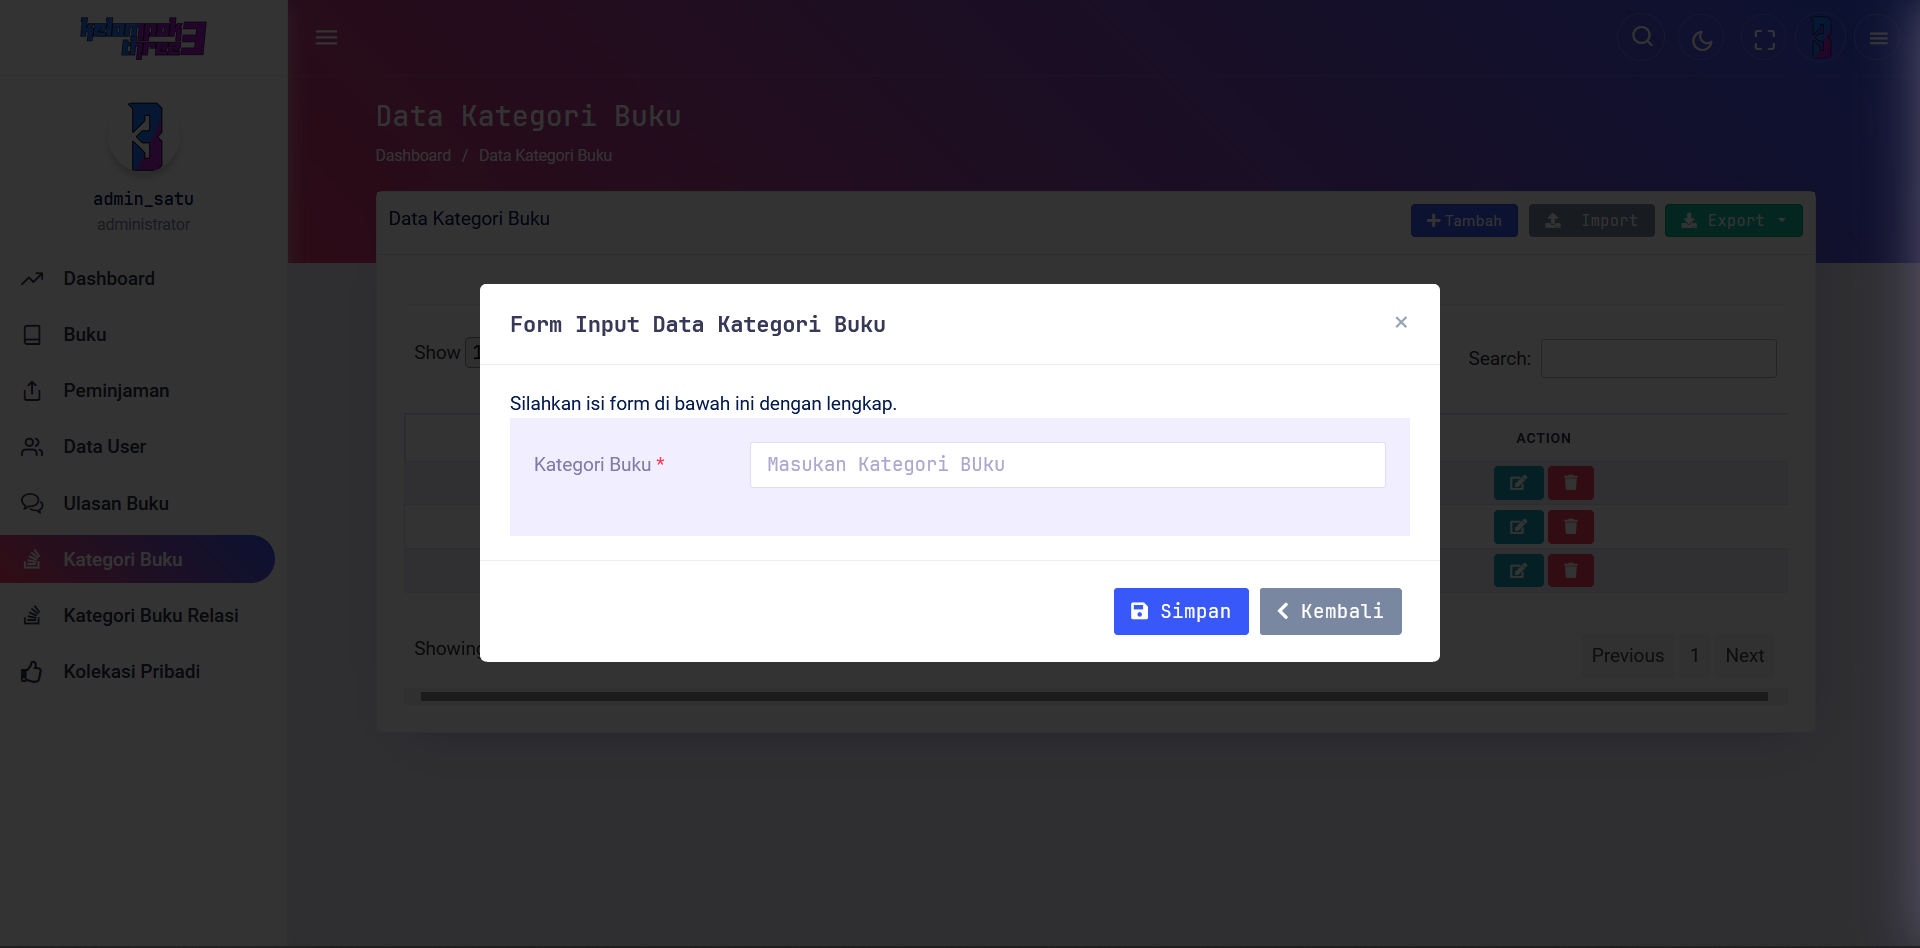 kelompok
three3
admin_satu
administrator
Dashboard
Buku
Peminjaman
Data User
Ulasan Buku
Kategori Buku
Kategori Buku Relasi
Kolekasi Pribadi
Data Kategori Buku
Dashboard / Data Kategori Buku
Data Kategori Buku
Tambah
Import
Export
Show
Search:
ACTION
Form Input Data Kategori Buku
×
Silahkan isi form di bawah ini dengan lengkap.
Kategori Buku *
Masukan Kategori BUku
Simpan
Kembali
Showing
Previous 1 Next